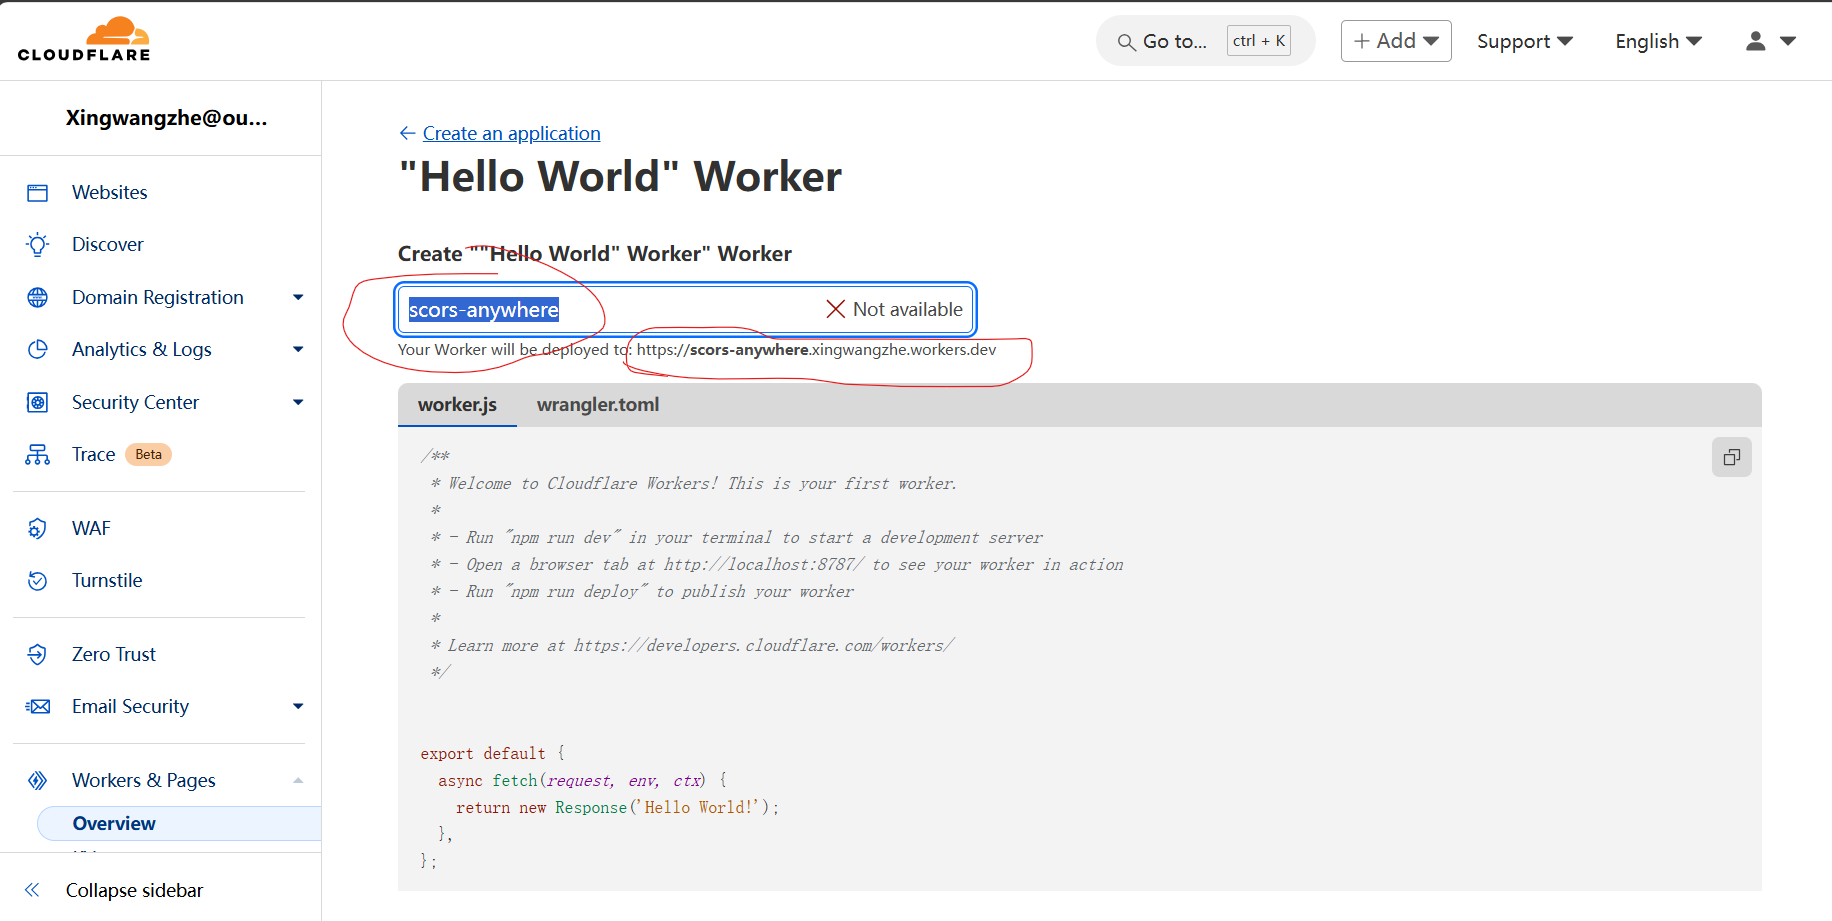 CLOUDFLARE
Go to...
ctrl + K
Add
Support
English
Xingwangzhe@ou...
Websites
Discover
Domain Registration
Analytics & Logs
Security Center
Trace Beta
WAF
Turnstile
Zero Trust
Email Security
Workers & Pages
Overview
Collapse sidebar
Create an application
"Hello World" Worker
Create ""Hello World" Worker" Worker
scors-anywhere
Not available
Your Worker will be deployed to: https://scors-anywhere.xingwangzhe.workers.dev
worker.js wrangler.toml
/**
* Welcome to Cloudflare Workers! This is your first worker.
*
* - Run "npm run dev" in your terminal to start a development server
* - Open a browser tab at http://localhost:8787/ to see your worker in action
* - Run "npm run deploy" to publish your worker
*
* Learn more at https://developers.cloudflare.com/workers/
*/
export default {
async fetch(request, env, ctx) {
return new Response('Hello World!');
},
};